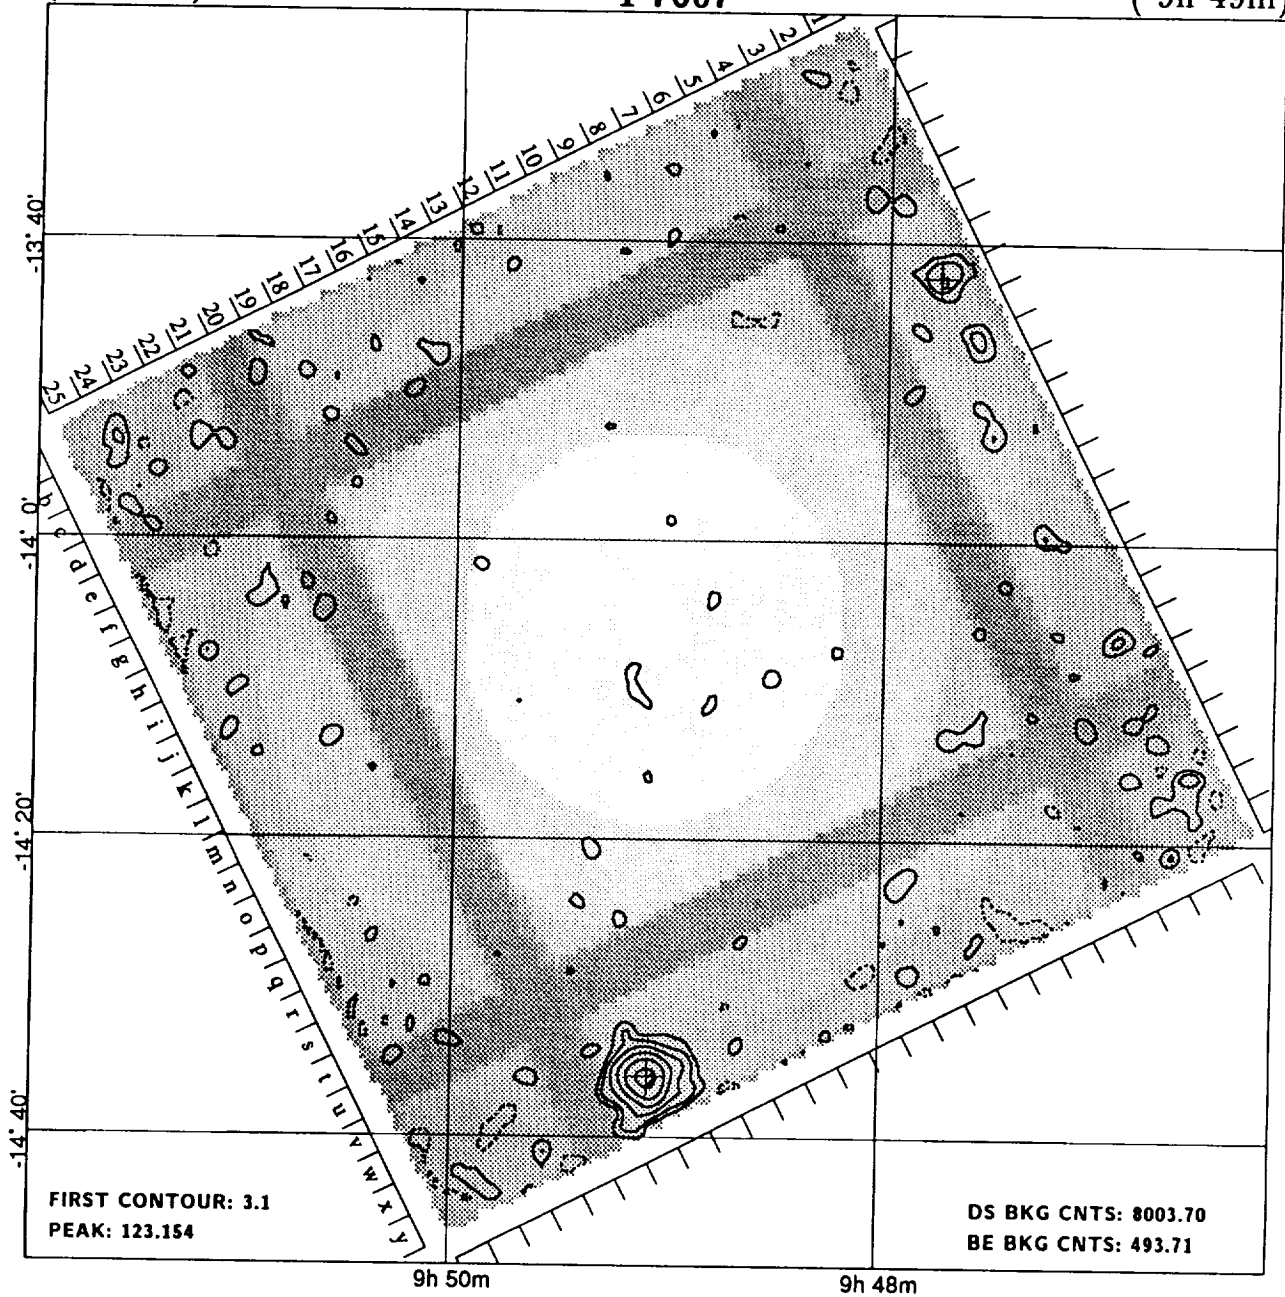 1 2 3 4 5 6 7 8 9 10 11 12 13 14 15 16 17 18 19 20 21 22 23 24 25
-13° 40'
-14° 0'
-14° 20'
-14° 40'
b c d e f g h i j k l m n o p q r s t u v w x y
FIRST CONTOUR: 3.1
PEAK: 123.154
DS BKG CNTS: 8003.70
BE BKG CNTS: 493.71
9h 50m
9h 48m